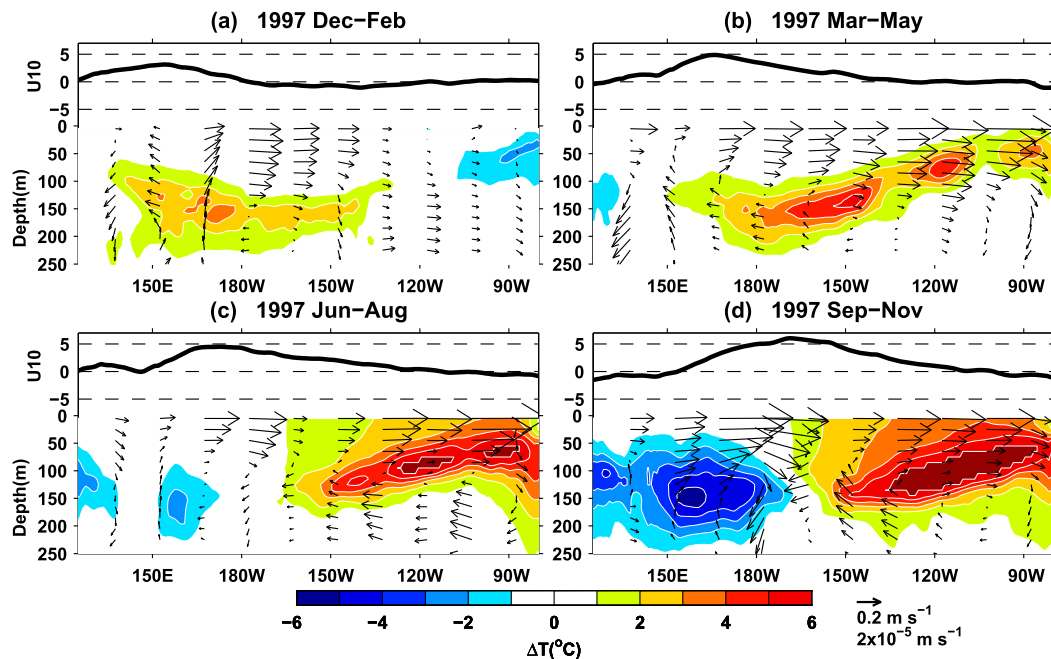 (a) 1997 Dec−Feb
(b) 1997 Mar−May
U10
5
0
−5
5
0
−5
Depth(m)
0
50
100
150
200
250
0
50
100
150
200
250
150E 180W 150W 120W 90W
150E 180W 150W 120W 90W
(c) 1997 Jun−Aug
(d) 1997 Sep−Nov
U10
5
0
−5
5
0
−5
Depth(m)
0
50
100
150
200
250
0
50
100
150
200
250
150E 180W 150W 120W 90W
150E 180W 150W 120W 90W
−6 −4 −2 0 2 4 6
ΔT(°C)
0.2 m s⁻¹
2x10⁻⁵ m s⁻¹